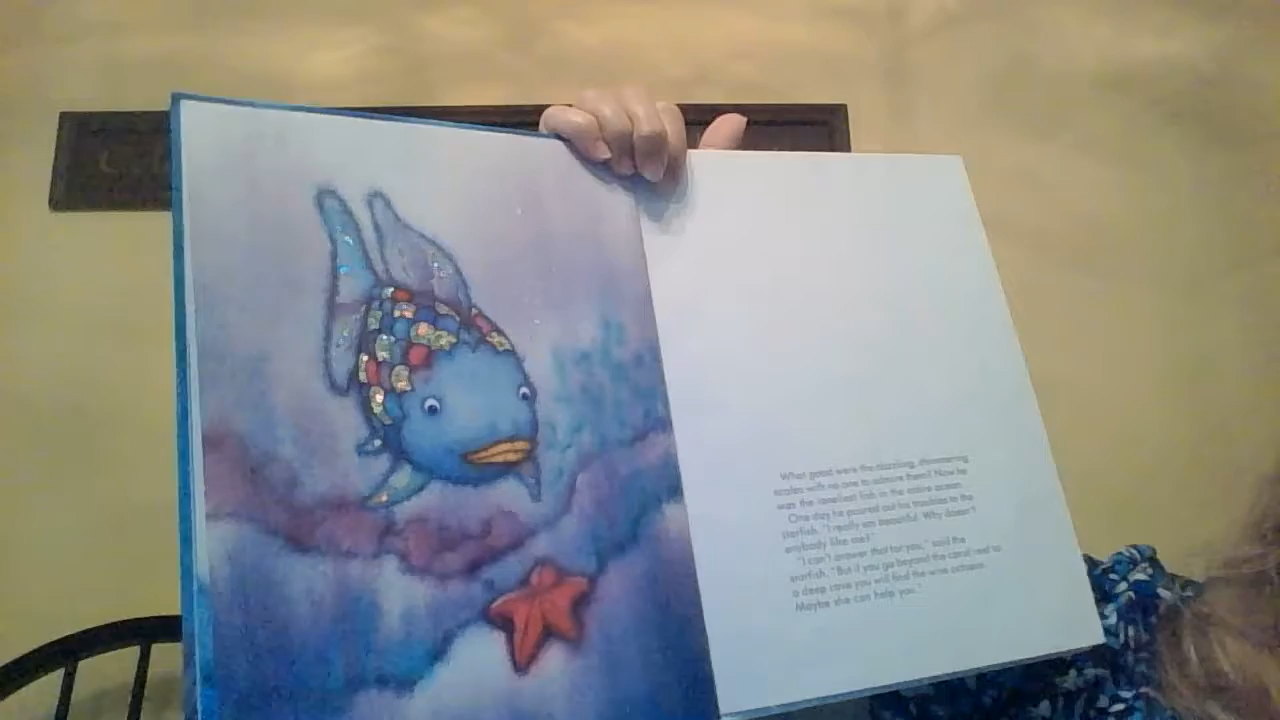 What good were the dazzling, shimmering
scales with no one to admire them? Now he
was the loneliest fish in the entire ocean.
One day he poured out his troubles to the
starfish. "I really am beautiful. Why doesn't
anybody like me?"
"I can't answer that for you," said the
starfish. "But if you go beyond the coral reef to
a deep cave you will find the wise octopus.
Maybe she can help you."